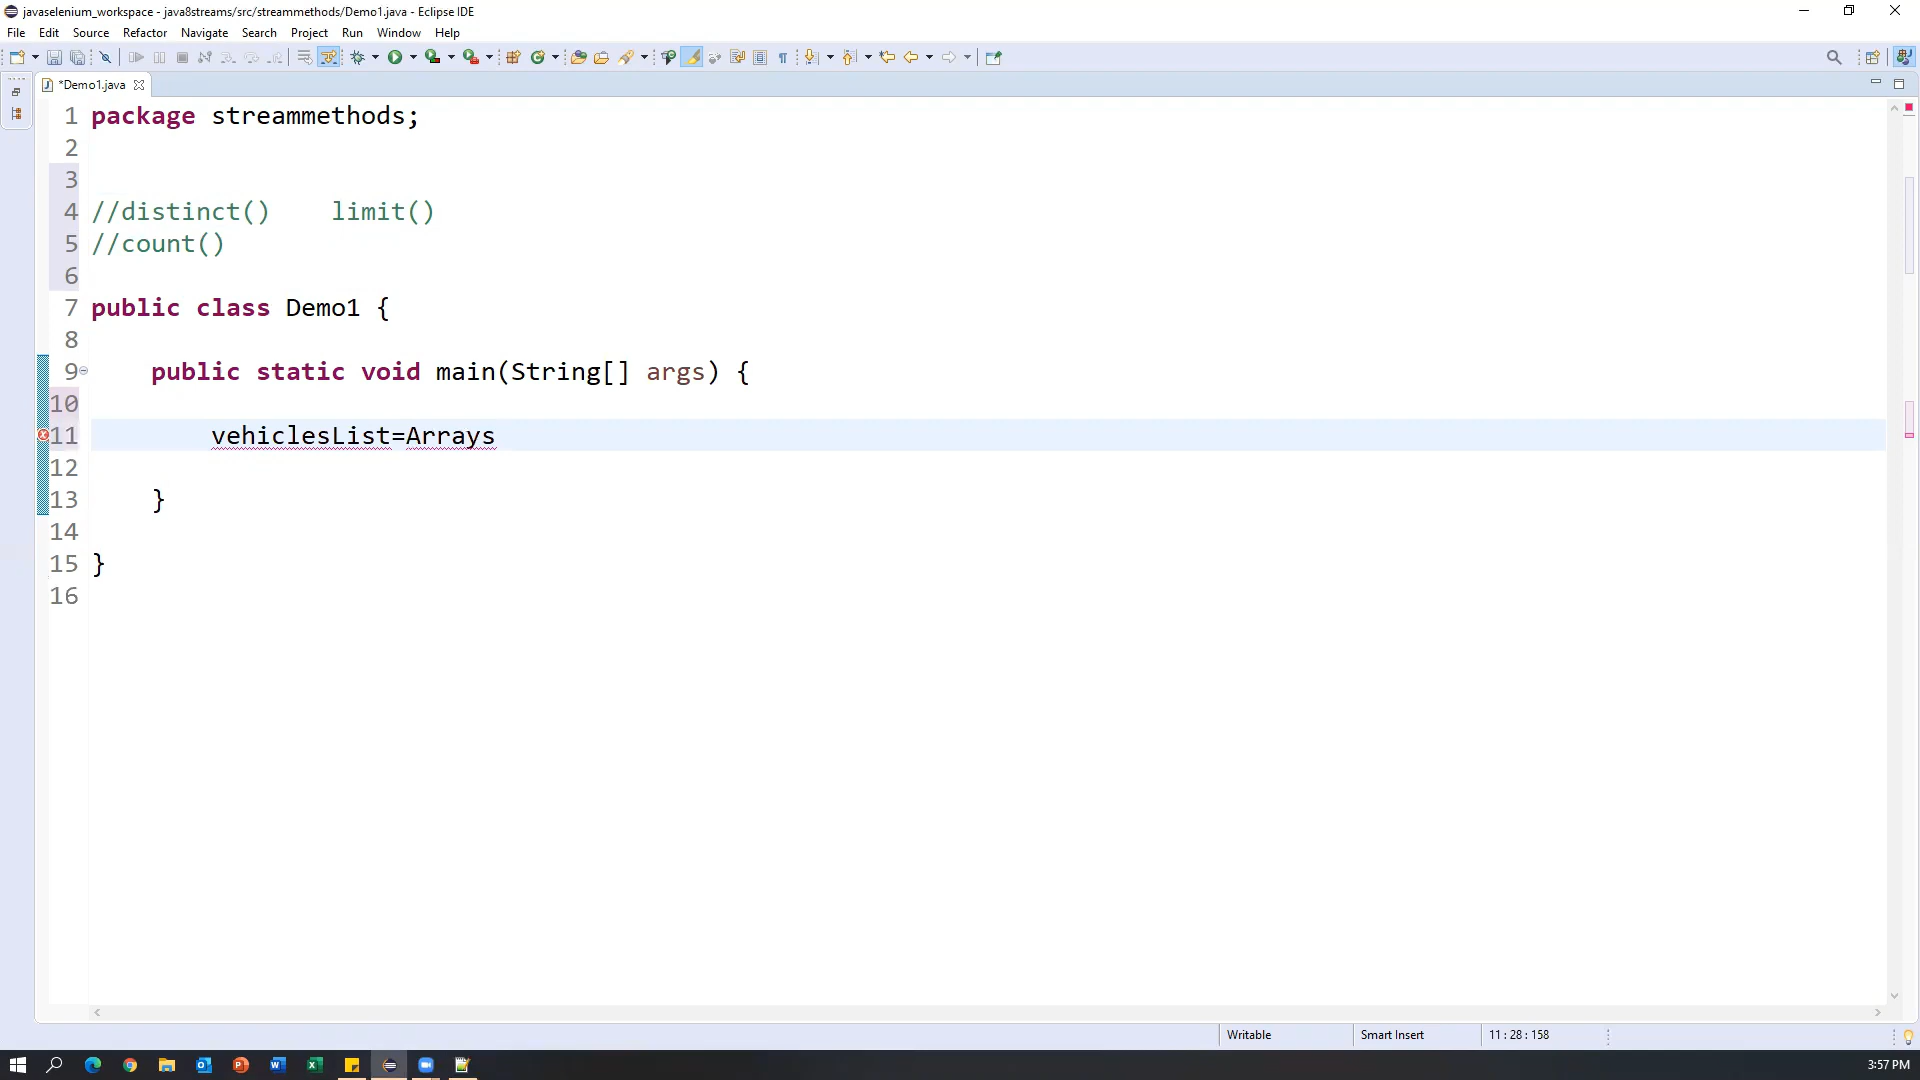 javaselenium_workspace - java8streams/src/streammethods/Demo1.java - Eclipse IDE
File Edit Source Refactor Navigate Search Project Run Window Help
*Demo1.java
1 package streammethods;
2
3
4 //distinct()    limit()
5 //count()
6
7 public class Demo1 {
8
9     public static void main(String[] args) {
10
11         vehiclesList=Arrays
12
13     }
14
15 }
16
Writable Smart Insert 11 : 28 : 158
3:57 PM